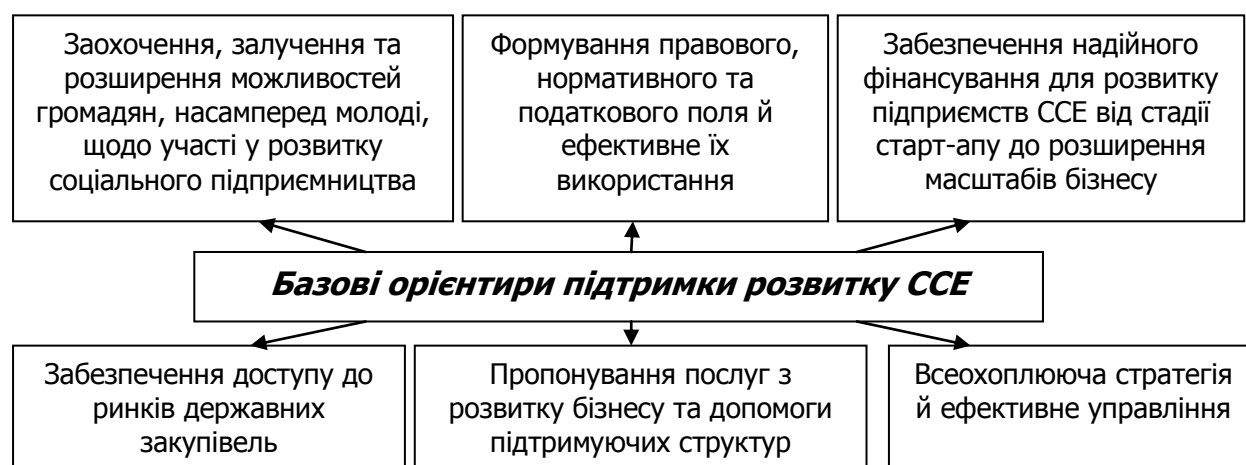 Заохочення, залучення та
розширення можливостей
громадян, насамперед молоді,
щодо участі у розвитку
соціального підприємництва
Формування правового,
нормативного та
податкового поля й
ефективне їх
використання
Забезпечення надійного
фінансування для розвитку
підприємств ССЕ від стадії
старт-апу до розширення
масштабів бізнесу
Базові орієнтири підтримки розвитку ССЕ
Забезпечення доступу до
ринків державних
закупівель
Пропонування послуг з
розвитку бізнесу та допомоги
підтримуючих структур
Всеохоплююча стратегія
й ефективне управління